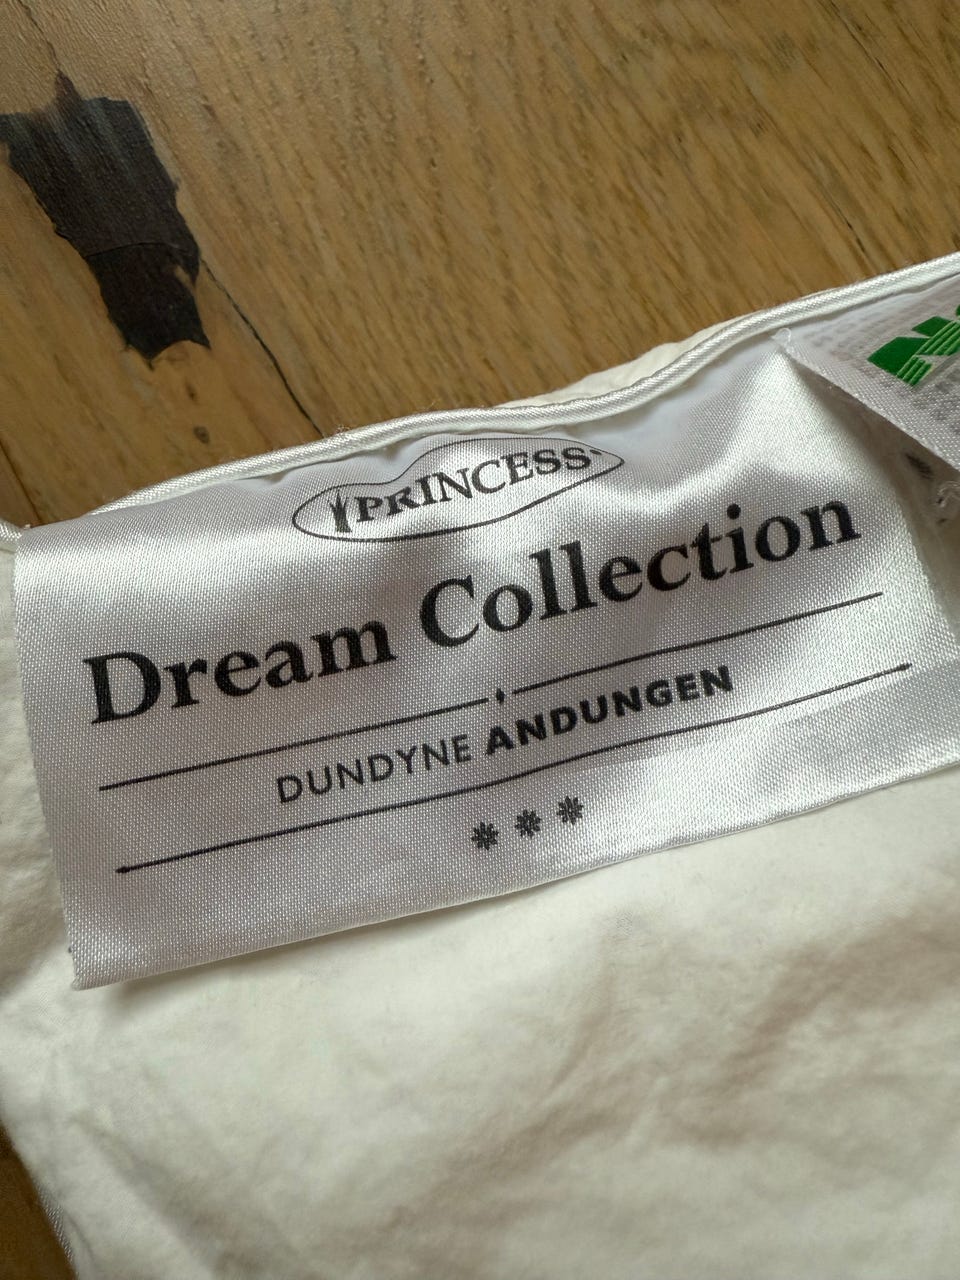 PRINCESS
Dream Collection
DUNDYNE ANDUNGEN
***